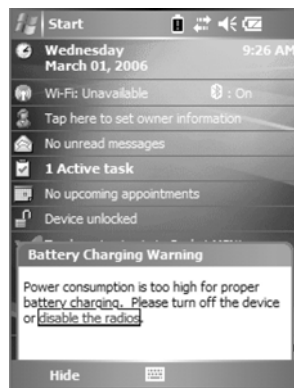 Start
Wednesday 9:26 AM
March 01, 2006
Wi-Fi: Unavailable : On
Tap here to set owner information
No unread messages
1 Active task
No upcoming appointments
Device unlocked
Battery Charging Warning
Power consumption is too high for proper
battery charging. Please turn off the device
or disable the radios.
Hide